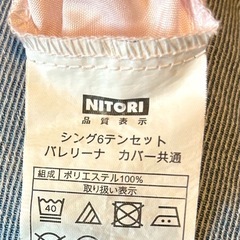 NITORI
品質表示
シング6テンセット
バレリーナ カバー共通
組成 ポリエステル100%
取り扱い表示
40